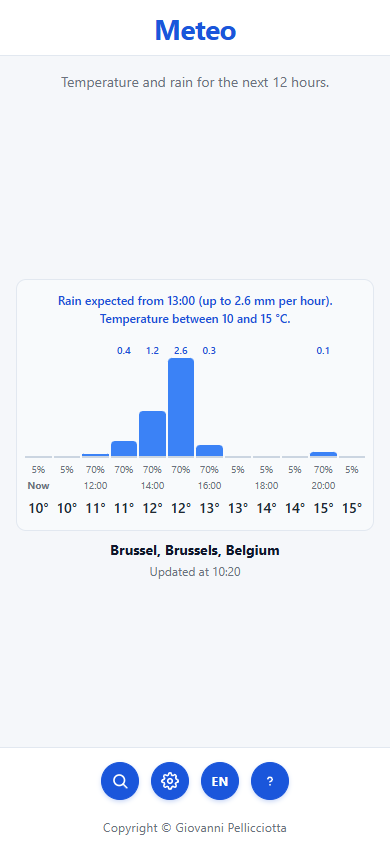 Meteo
Temperature and rain for the next 12 hours.
Rain expected from 13:00 (up to 2.6 mm per hour).
Temperature between 10 and 15 °C.
0.4 1.2 2.6 0.3 0.1
5% 5% 70% 70% 70% 70% 70% 5% 5% 5% 70% 5%
Now 12:00 14:00 16:00 18:00 20:00
10° 10° 11° 11° 12° 12° 13° 13° 14° 14° 15° 15°
Brussel, Brussels, Belgium
Updated at 10:20
EN ?
Copyright © Giovanni Pellicciotta